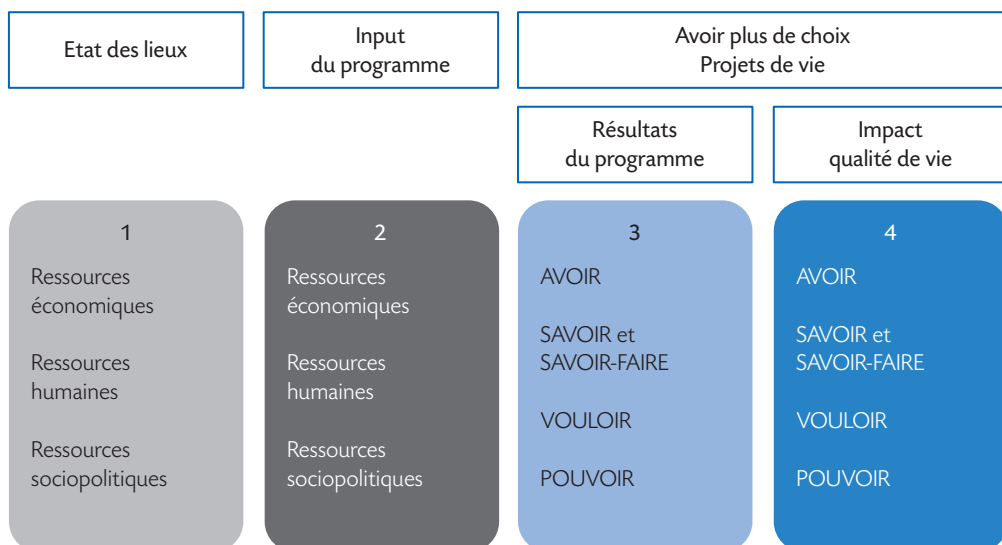 Etat des lieux
Input
du programme
Avoir plus de choix
Projets de vie
Résultats
du programme
Impact
qualité de vie
1
Ressources
économiques
Ressources
humaines
Ressources
sociopolitiques
2
Ressources
économiques
Ressources
humaines
Ressources
sociopolitiques
3
AVOIR
SAVOIR et
SAVOIR-FAIRE
VOULOIR
POUVOIR
4
AVOIR
SAVOIR et
SAVOIR-FAIRE
VOULOIR
POUVOIR